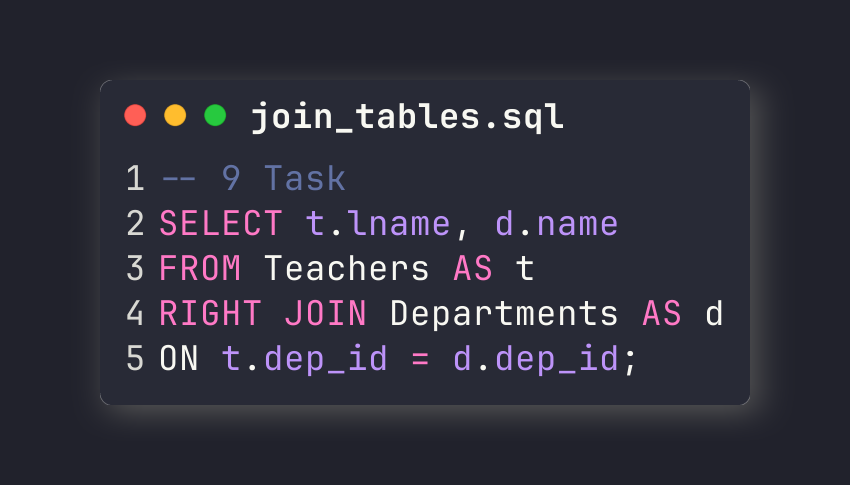 join_tables.sql
1 -- 9 Task
2 SELECT t.lname, d.name
3 FROM Teachers AS t
4 RIGHT JOIN Departments AS d
5 ON t.dep_id = d.dep_id;